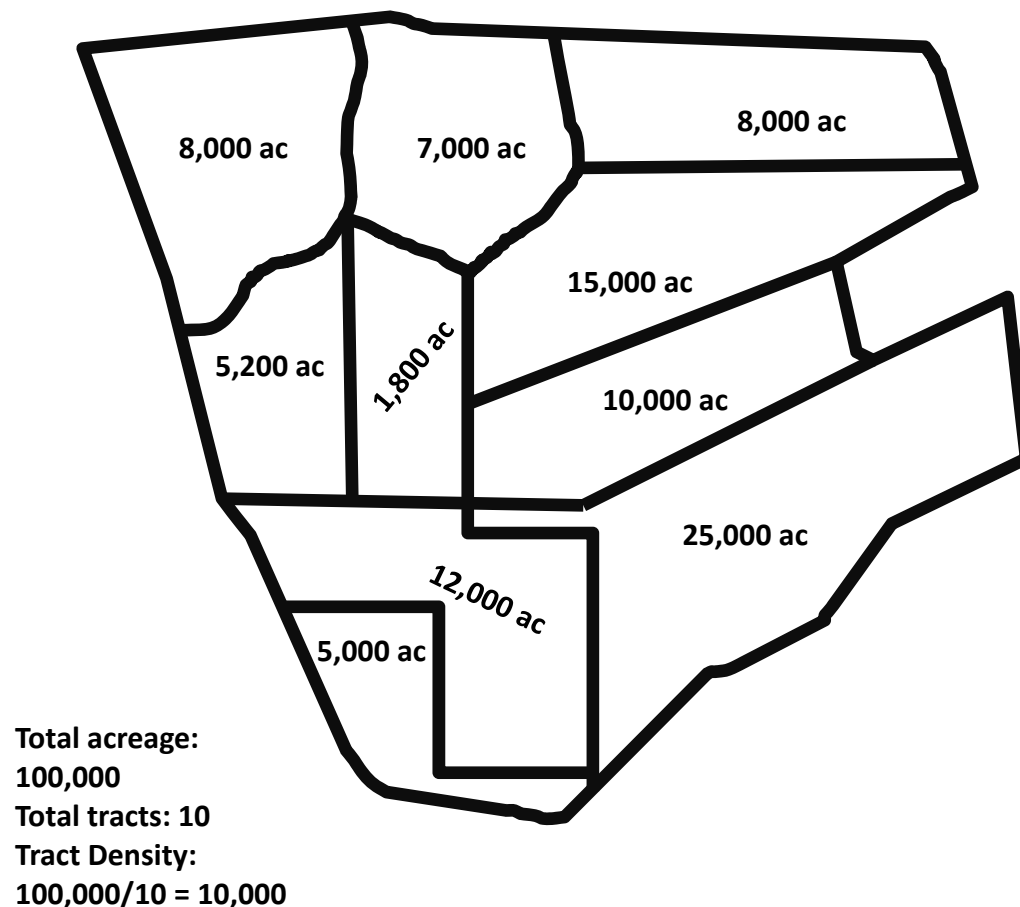 8,000 ac
7,000 ac
8,000 ac
15,000 ac
5,200 ac
1,800 ac
10,000 ac
25,000 ac
12,000 ac
5,000 ac
Total acreage:
100,000
Total tracts: 10
Tract Density:
100,000/10 = 10,000